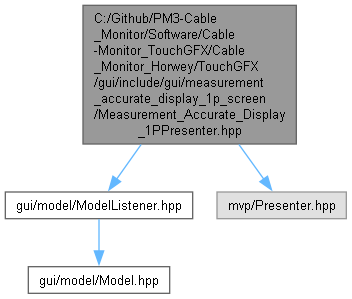 C:/Github/PM3-Cable
_Monitor/Software/Cable
-Monitor_TouchGFX/Cable
_Monitor_Horwey/TouchGFX
/gui/include/gui/measurement
_accurate_display_1p_screen
/Measurement_Accurate_Display
_1PPresenter.hpp
gui/model/ModelListener.hpp
mvp/Presenter.hpp
gui/model/Model.hpp